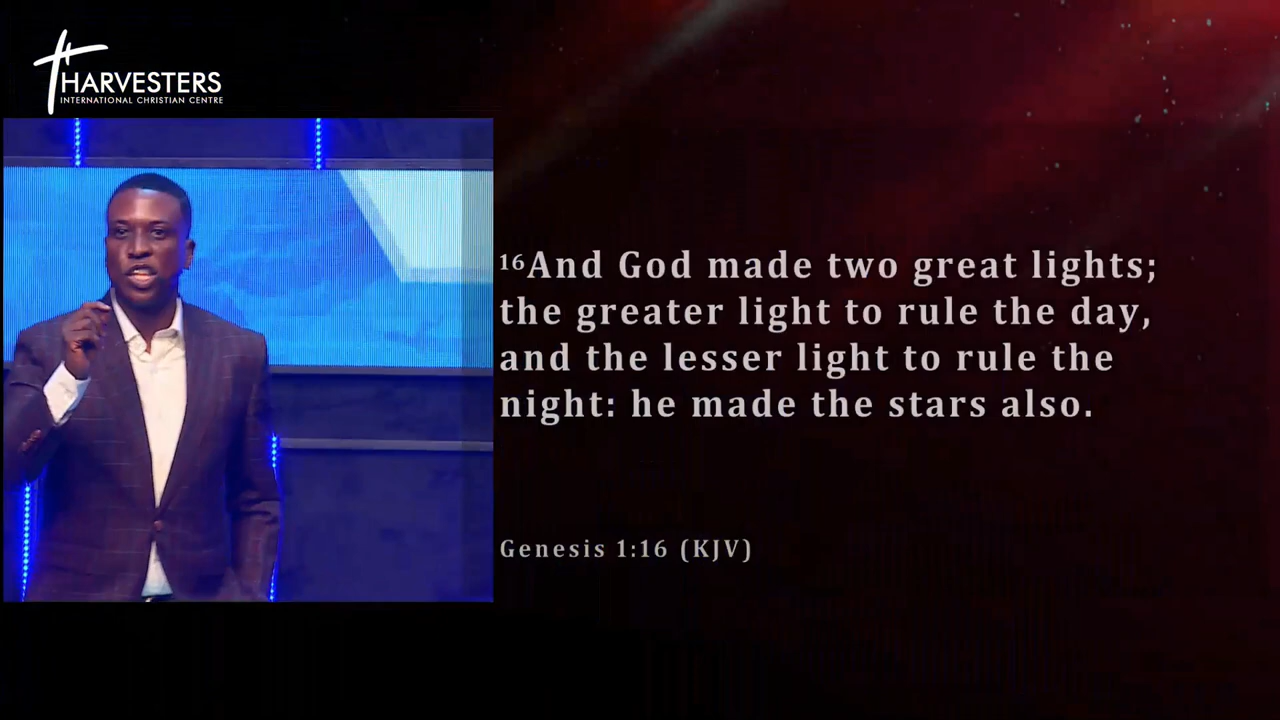 HARVESTERS
INTERNATIONAL CHRISTIAN CENTRE
16And God made two great lights;
the greater light to rule the day,
and the lesser light to rule the
night: he made the stars also.
Genesis 1:16 (KJV)